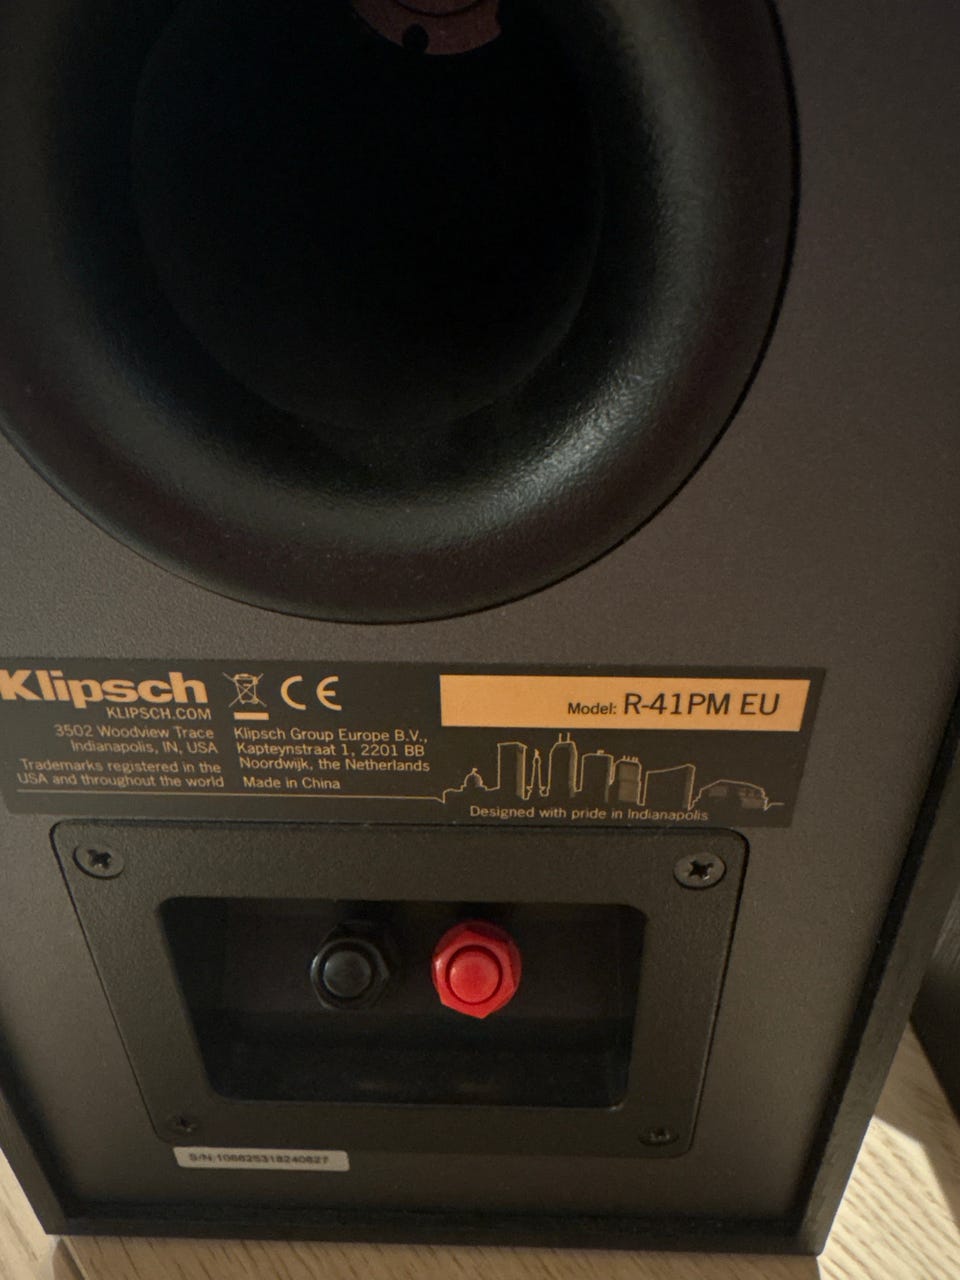 Klipsch
KLIPSCH.COM
3502 Woodview Trace
Indianapolis, IN, USA
Trademarks registered in the
USA and throughout the world
CE
Klipsch Group Europe B.V.,
Kapteynstraat 1, 2201 BB
Noordwijk, the Netherlands
Made in China
Model: R-41PM EU
Designed with pride in Indianapolis
S/N:106625318240827